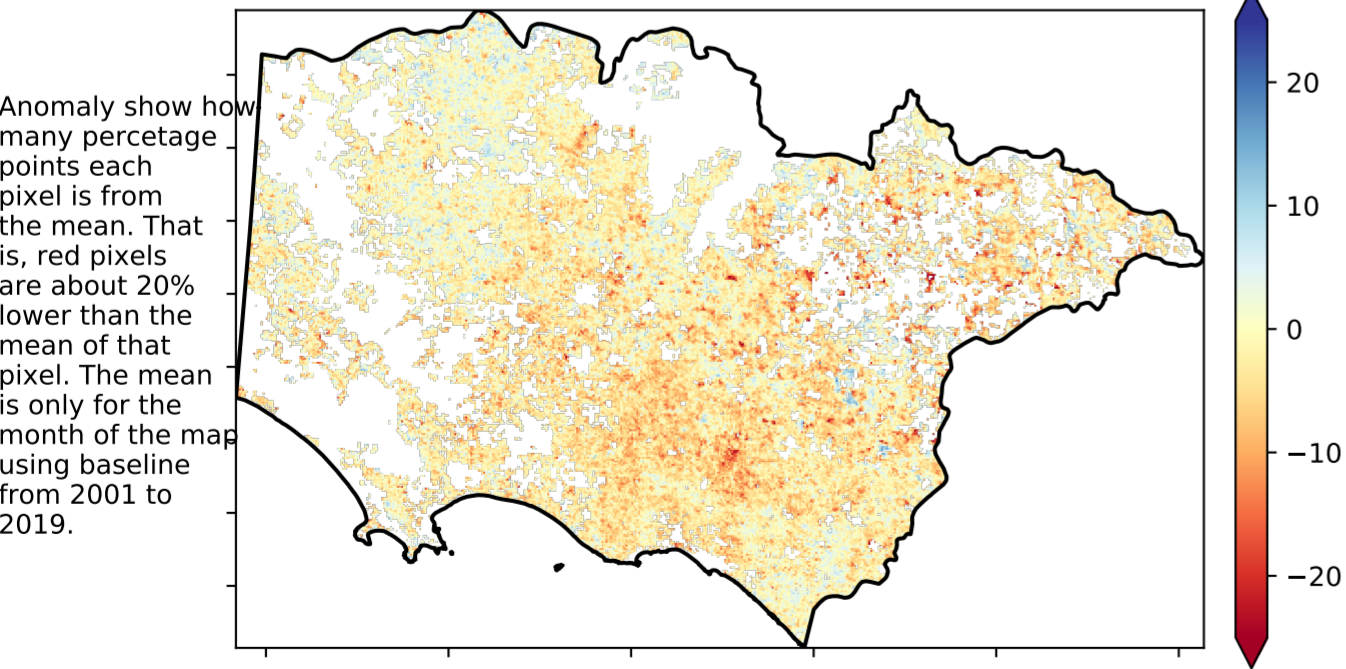 Anomaly show how
many percetage
points each
pixel is from
the mean. That
is, red pixels
are about 20%
lower than the
mean of that
pixel. The mean
is only for the
month of the map
using baseline
from 2001 to
2019.
20
10
0
−10
−20